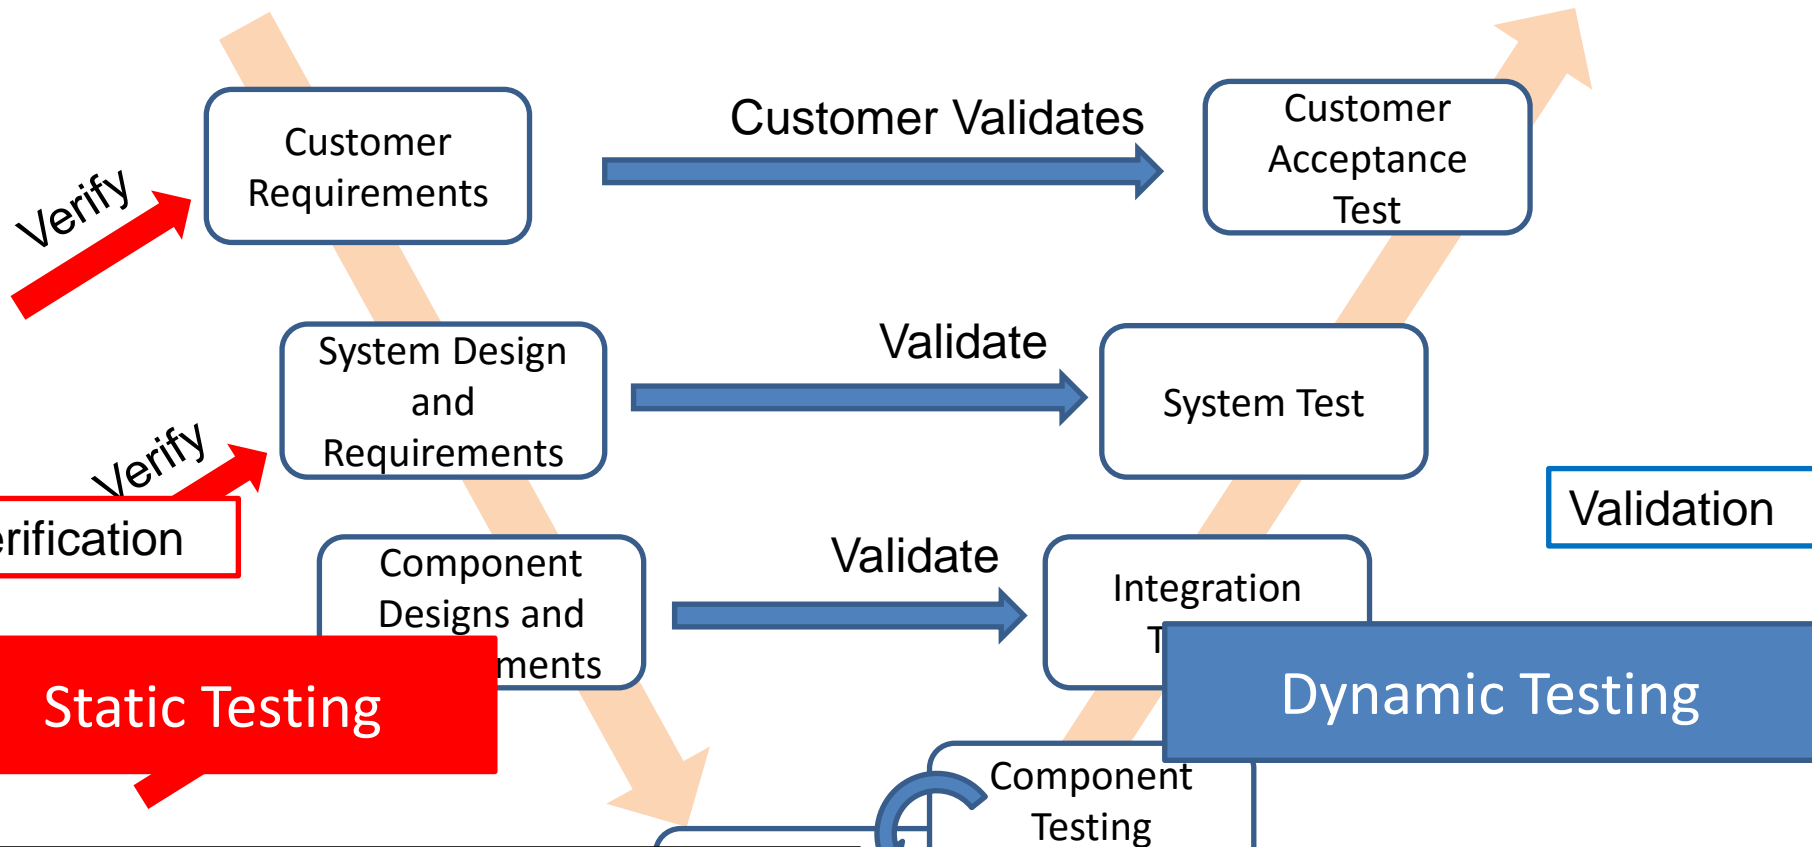 Customer
Requirements
Customer Validates
Customer
Acceptance
Test
Verify
System Design
and
Requirements
Validate
System Test
Verify
erification
Validation
Component
Designs and
ments
Validate
Integration
T
Static Testing
Dynamic Testing
Component
Testing